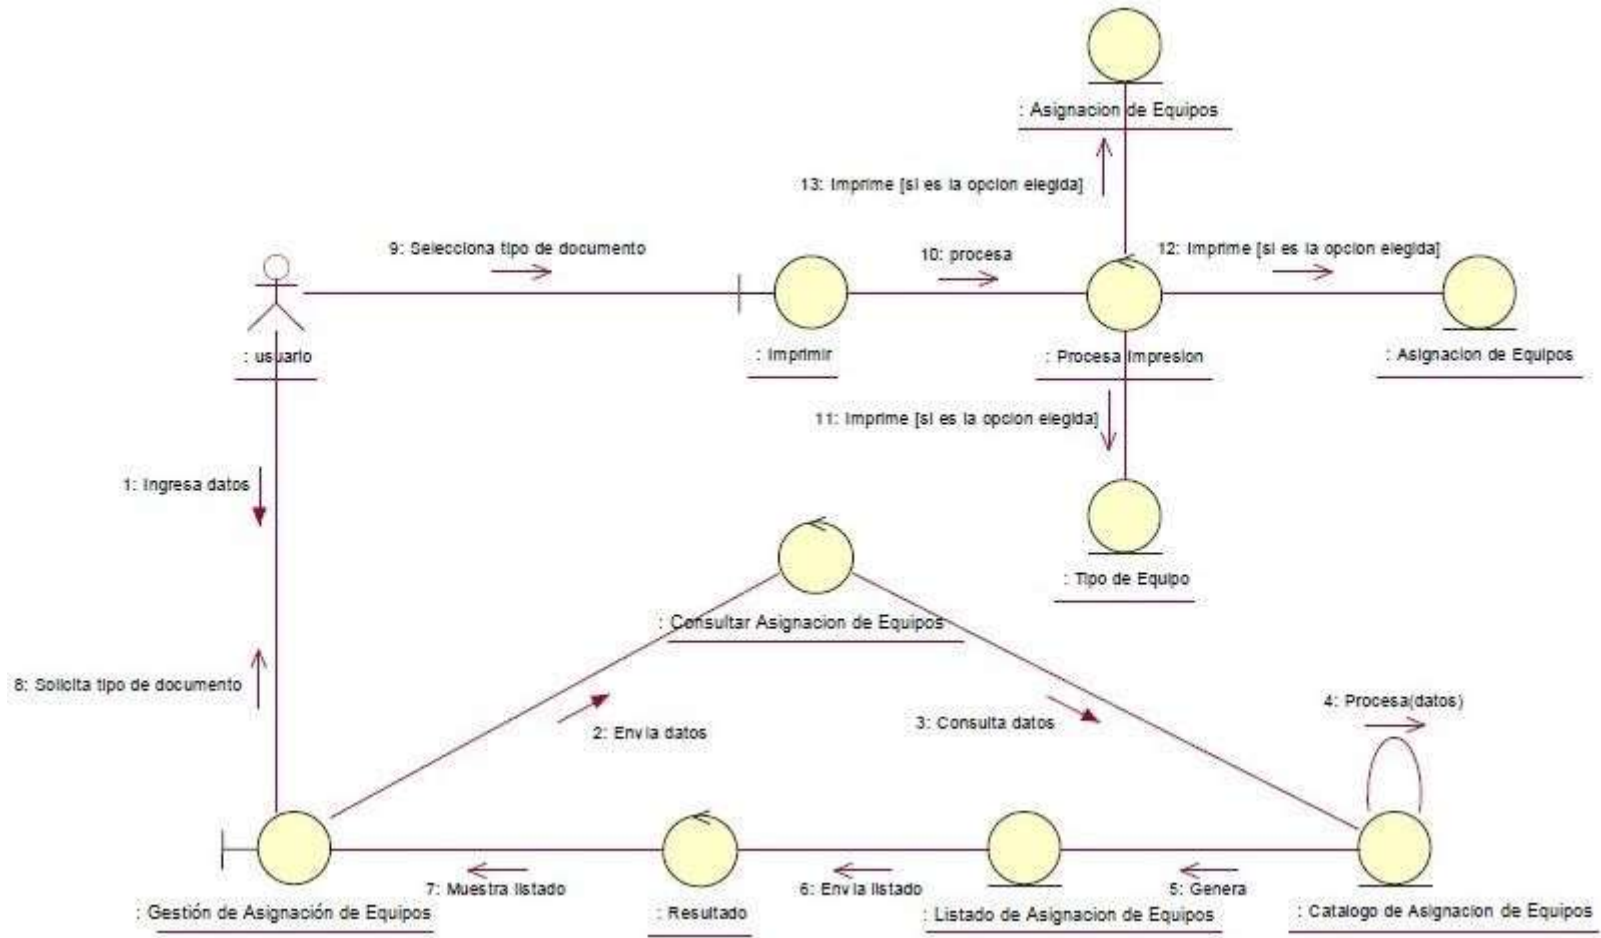 : Asignacion de Equipos
13: Imprime [si es la opcion elegida]
9: Selecciona tipo de documento
10: procesa
12: Imprime [si es la opcion elegida]
: usuario
: Imprimir
: Procesa Impresion
: Asignacion de Equipos
11: Imprime [si es la opcion elegida]
1: Ingresa datos
: Tipo de Equipo
: Consultar Asignacion de Equipos
8: Solicita tipo de documento
2: Envia datos
3: Consulta datos
4: Procesa(datos)
7: Muestra listado
6: Envia listado
5: Genera
: Gestión de Asignación de Equipos
: Resultado
: Listado de Asignacion de Equipos
: Catalogo de Asignacion de Equipos